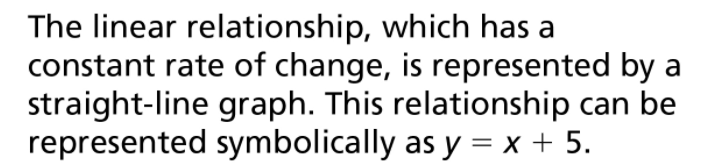 The linear relationship, which has a
constant rate of change, is represented by a
straight-line graph. This relationship can be
represented symbolically as y = x + 5.